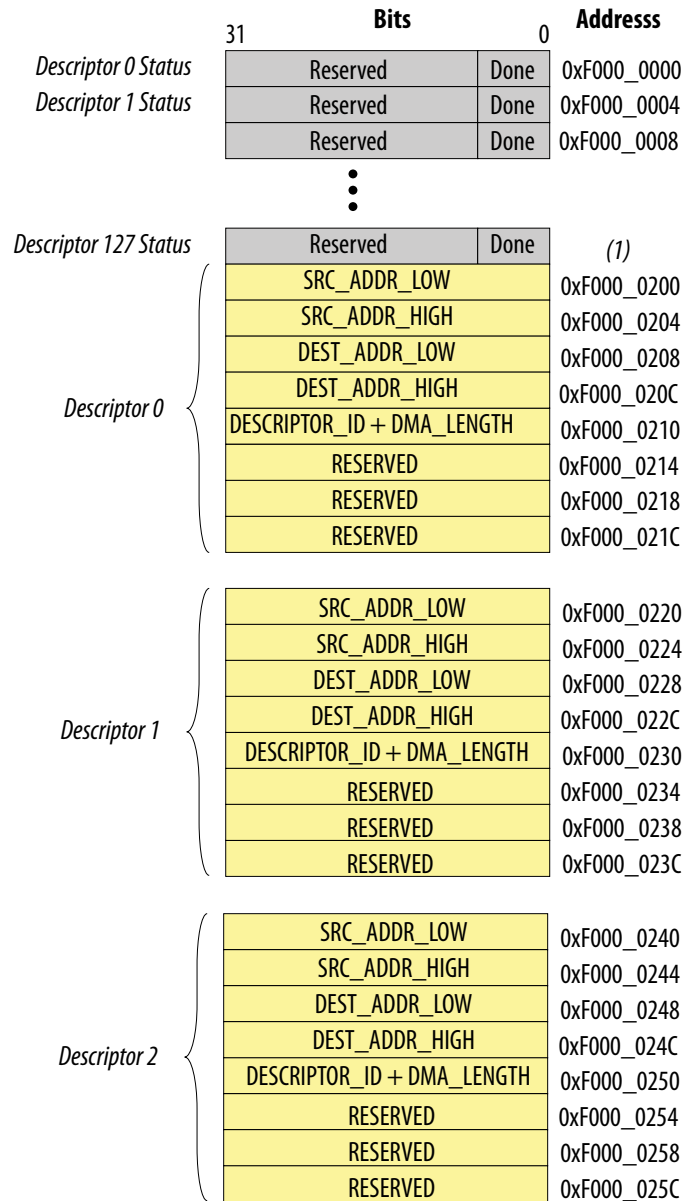 Bits Addresss
31 0
Descriptor 0 Status Reserved Done 0xF000_0000
Descriptor 1 Status Reserved Done 0xF000_0004
Reserved Done 0xF000_0008
Descriptor 127 Status Reserved Done (1)
SRC_ADDR_LOW 0xF000_0200
SRC_ADDR_HIGH 0xF000_0204
DEST_ADDR_LOW 0xF000_0208
DEST_ADDR_HIGH 0xF000_020C
Descriptor 0
DESCRIPTOR_ID + DMA_LENGTH 0xF000_0210
RESERVED 0xF000_0214
RESERVED 0xF000_0218
RESERVED 0xF000_021C
SRC_ADDR_LOW 0xF000_0220
SRC_ADDR_HIGH 0xF000_0224
DEST_ADDR_LOW 0xF000_0228
DEST_ADDR_HIGH 0xF000_022C
Descriptor 1
DESCRIPTOR_ID + DMA_LENGTH 0xF000_0230
RESERVED 0xF000_0234
RESERVED 0xF000_0238
RESERVED 0xF000_023C
SRC_ADDR_LOW 0xF000_0240
SRC_ADDR_HIGH 0xF000_0244
DEST_ADDR_LOW 0xF000_0248
DEST_ADDR_HIGH 0xF000_024C
Descriptor 2
DESCRIPTOR_ID + DMA_LENGTH 0xF000_0250
RESERVED 0xF000_0254
RESERVED 0xF000_0258
RESERVED 0xF000_025C